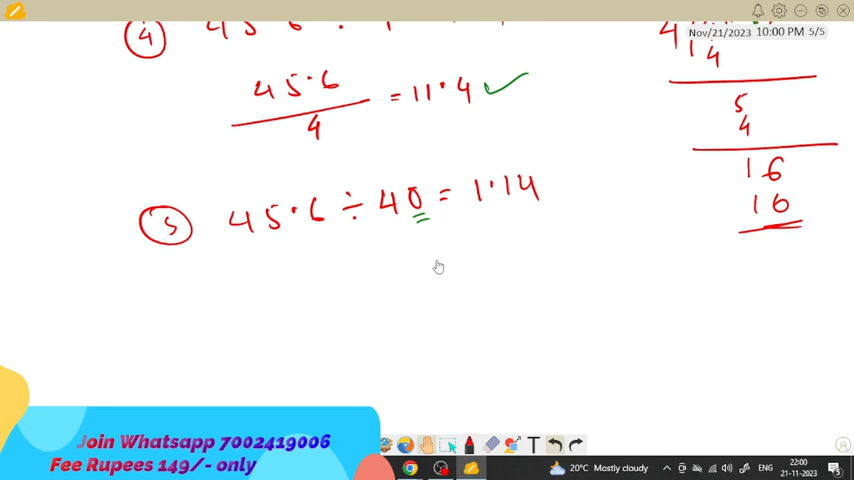 Nov/21/2023 10:00 PM 5/5
4
45.6
4
= 11.4
5
4
16
16
5 45.6 ÷ 40 = 1.14
Join Whatsapp 7002419006
Fee Rupees 149/- only
T
20°C Mostly cloudy
ENG
22:00
21-11-2023
5